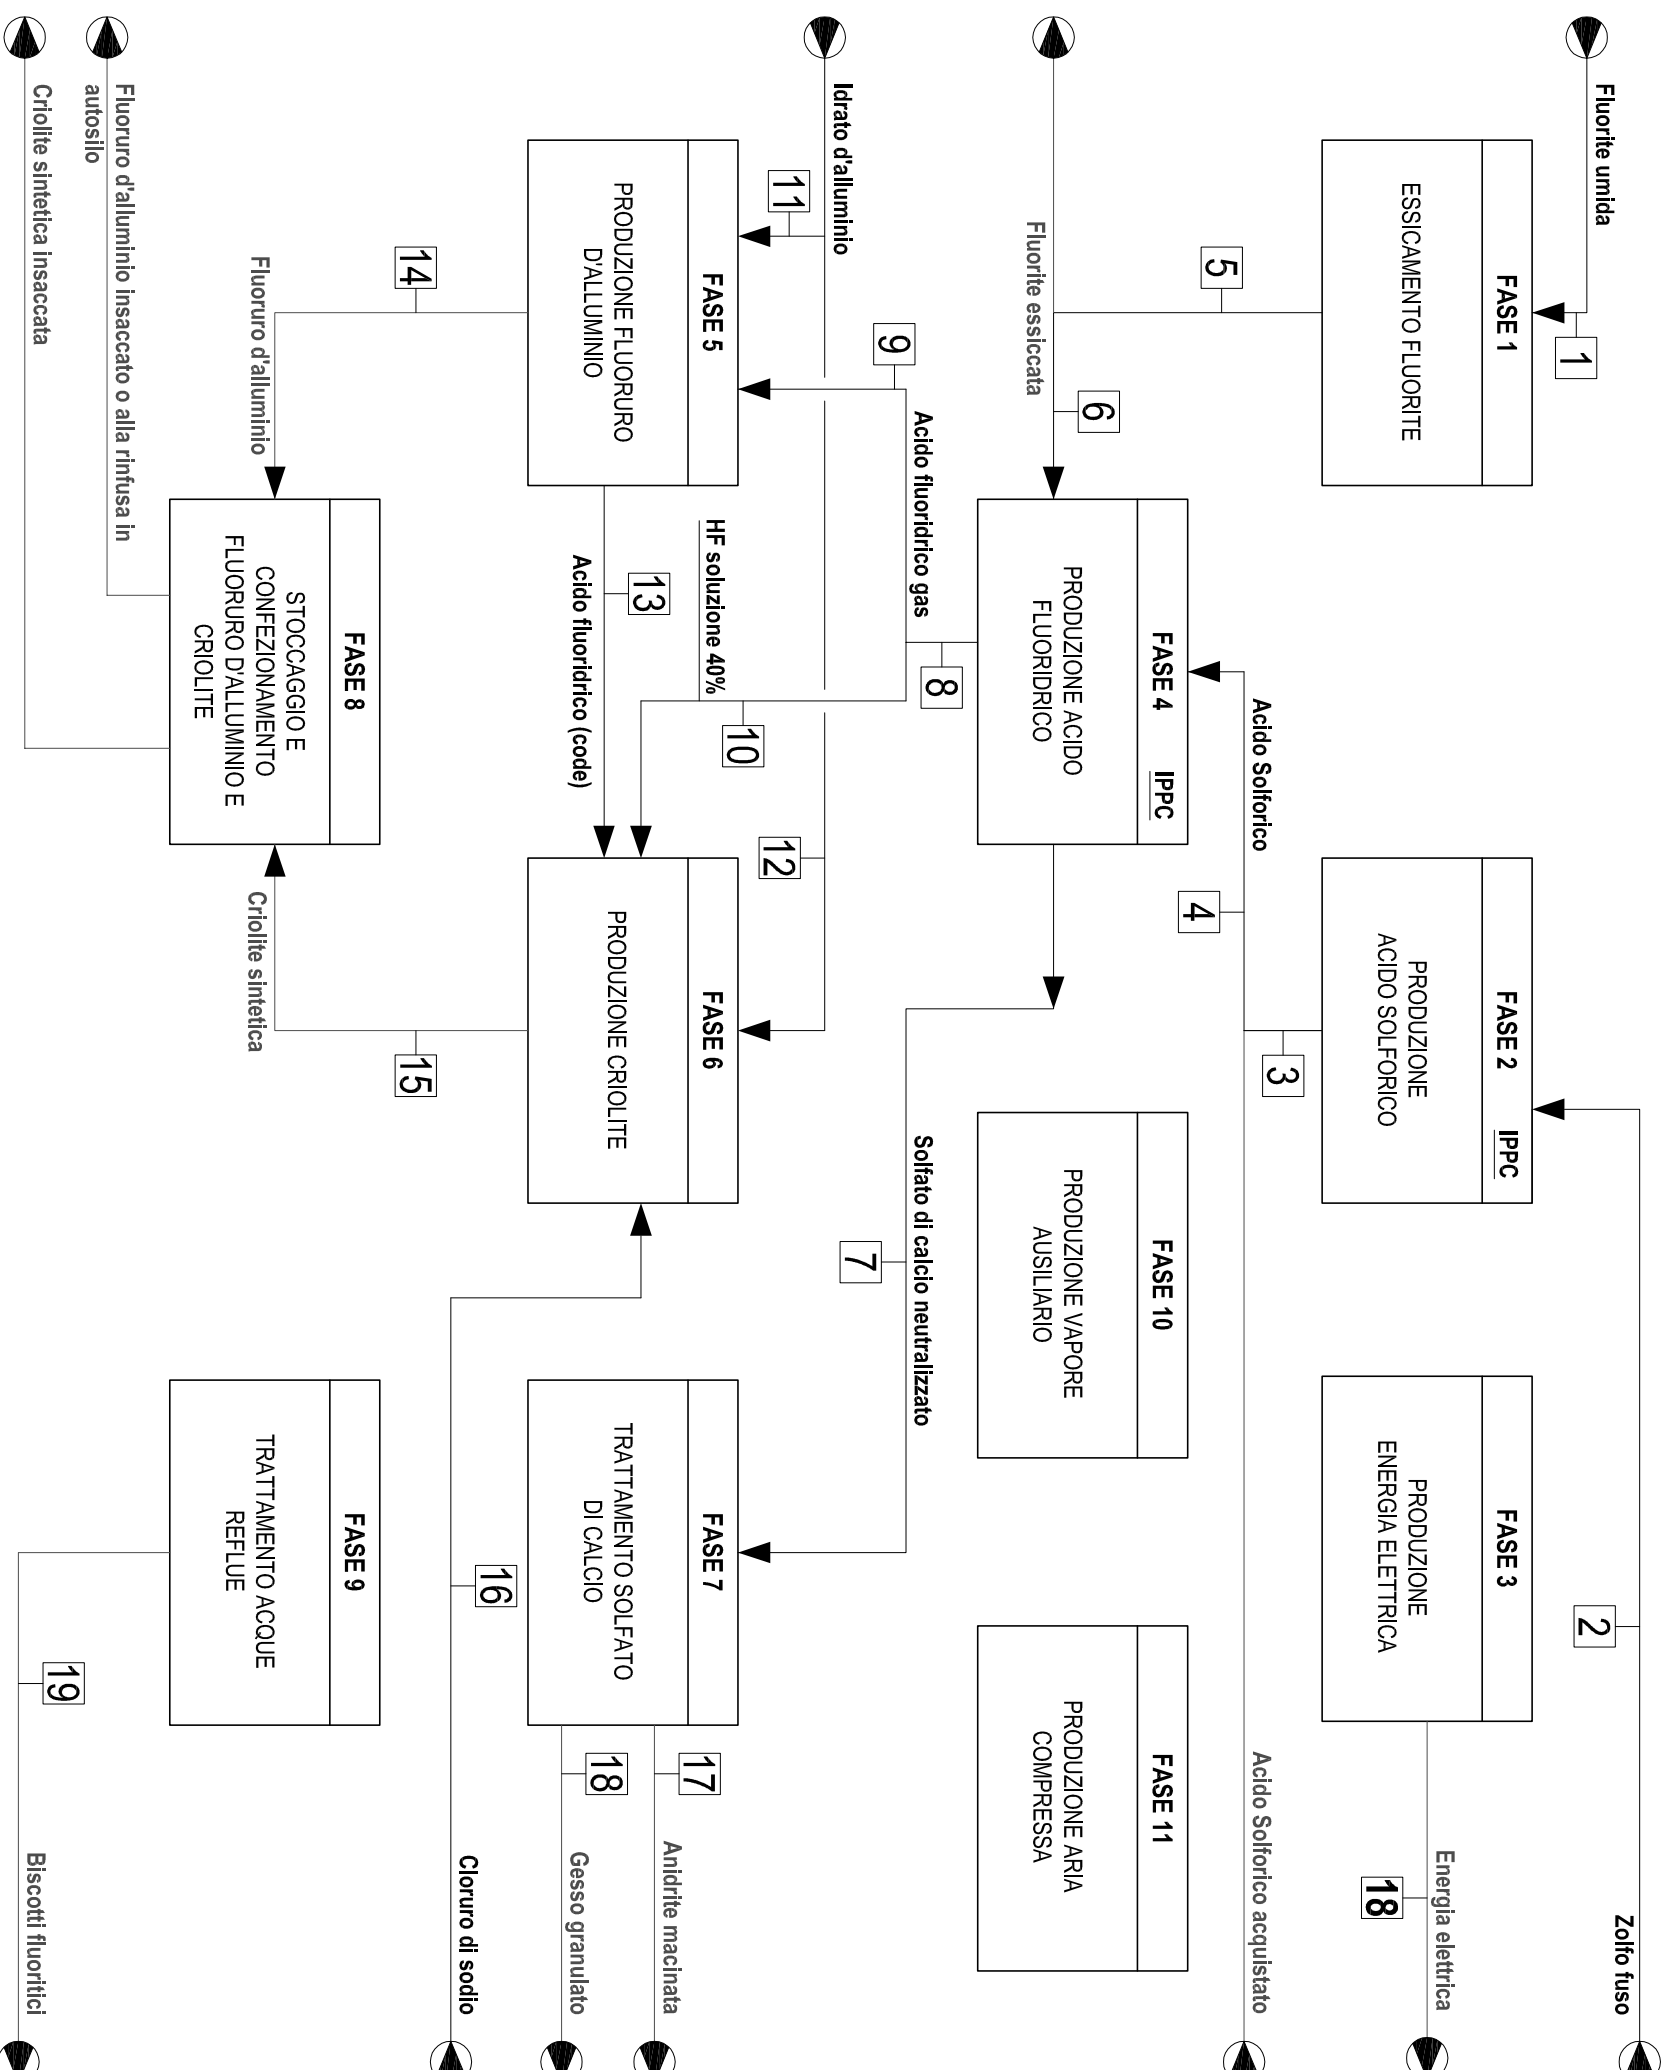 Fluorite umida
1
FASE 1
ESSICAMENTO FLUORITE
5
Fluorite essiccata
6
Zolfo fuso
2
FASE 2 IPPC
PRODUZIONE
ACIDO SOLFORICO
3
Acido Solforico
4
Acido Solforico acquistato
FASE 3
PRODUZIONE
ENERGIA ELETTRICA
Energia elettrica
18
FASE 4 IPPC
PRODUZIONE ACIDO
FLUORIDRICO
8
Acido fluoridrico gas
9
FASE 10
PRODUZIONE VAPORE
AUSILIARIO
FASE 11
PRODUZIONE ARIA
COMPRESSA
Solfato di calcio neutralizzato
7
Idrato d'alluminio
11
12
10
HF soluzione 40%
FASE 5
PRODUZIONE FLUORURO
D'ALLUMINIO
13
Acido fluoridrico (code)
FASE 6
PRODUZIONE CRIOLITE
FASE 7
TRATTAMENTO SOLFATO
DI CALCIO
17
Anidrite macinata
18
Gesso granulato
16
Cloruro di sodio
14
Fluoruro d'alluminio
15
Criolite sintetica
FASE 8
STOCCAGGIO E
CONFEZIONAMENTO
FLUORURO D'ALLUMINIO E
CRIOLITE
FASE 9
TRATTAMENTO ACQUE
REFLUE
Fluoruro d'alluminio insaccato o alla rinfusa in
autosilo
Criolite sintetica insaccata
19
Biscotti fluoritici